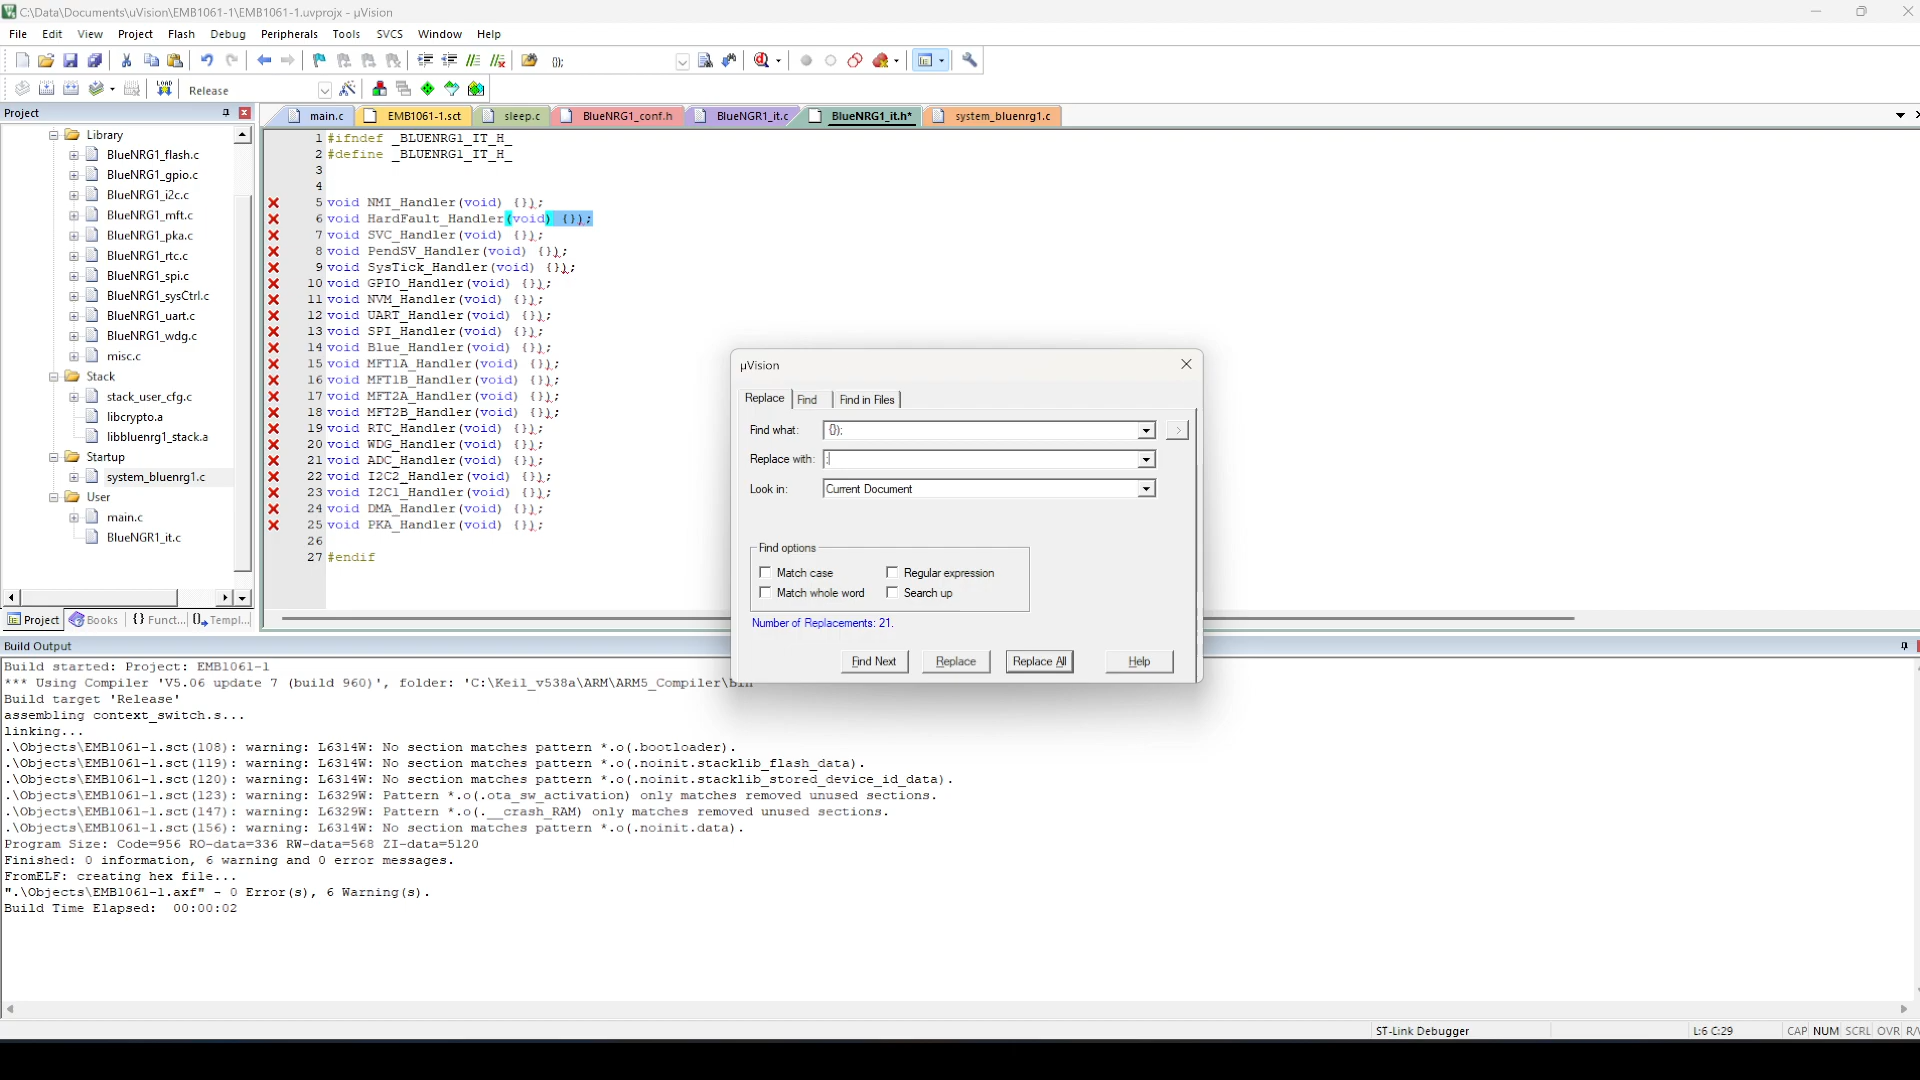 C:\Data\Documents\uVision\EMB1061-1\EMB1061-1.uvprojx - µVision
File Edit View Project Flash Debug Peripherals Tools SVCS Window Help
{});
LOAD
Release
Project
main.c EMB1061-1.sct sleep.c BlueNRG1_conf.h BlueNGR1_it.c BlueNRG1_it.h* system_bluenrg1.c
Library
BlueNRG1_flash.c
BlueNRG1_gpio.c
BlueNRG1_i2c.c
BlueNRG1_mft.c
BlueNRG1_pka.c
BlueNRG1_rtc.c
BlueNRG1_spi.c
BlueNRG1_sysCtrl.c
BlueNRG1_uart.c
BlueNRG1_wdg.c
misc.c
Stack
stack_user_cfg.c
libcrypto.a
libbluenrg1_stack.a
Startup
system_bluenrg1.c
User
main.c
BlueNGR1_it.c
Project Books {} Funct... {} Templ...
1 #ifndef _BLUENRG1_IT_H_
2 #define _BLUENRG1_IT_H_
3
4
5 void NMI_Handler(void) {});
6 void HardFault_Handler(void) {});
7 void SVC_Handler(void) {});
8 void PendSV_Handler(void) {});
9 void SysTick_Handler(void) {});
10 void GPIO_Handler(void) {});
11 void NVM_Handler(void) {});
12 void UART_Handler(void) {});
13 void SPI_Handler(void) {});
14 void Blue_Handler(void) {});
15 void MFT1A_Handler(void) {});
16 void MFT1B_Handler(void) {});
17 void MFT2A_Handler(void) {});
18 void MFT2B_Handler(void) {});
19 void RTC_Handler(void) {});
20 void WDG_Handler(void) {});
21 void ADC_Handler(void) {});
22 void I2C2_Handler(void) {});
23 void I2C1_Handler(void) {});
24 void DMA_Handler(void) {});
25 void PKA_Handler(void) {});
26
27 #endif
µVision
Replace Find Find in Files
Find what: {});
Replace with: ;
Look in: Current Document
Find options
Match case Regular expression
Match whole word Search up
Number of Replacements: 21.
Find Next Replace Replace All Help
Build Output
Build started: Project: EMB1061-1
*** Using Compiler 'V5.06 update 7 (build 960)', folder: 'C:\Keil_v538a\ARM\ARM5_Compiler\Bin
Build target 'Release'
assembling context_switch.s...
linking...
.\Objects\EMB1061-1.sct(108): warning: L6314W: No section matches pattern *.o(.bootloader).
.\Objects\EMB1061-1.sct(119): warning: L6314W: No section matches pattern *.o(.noinit.stacklib_flash_data).
.\Objects\EMB1061-1.sct(120): warning: L6314W: No section matches pattern *.o(.noinit.stacklib_stored_device_id_data).
.\Objects\EMB1061-1.sct(123): warning: L6329W: Pattern *.o(.ota_sw_activation) only matches removed unused sections.
.\Objects\EMB1061-1.sct(147): warning: L6329W: Pattern *.o(.__crash_RAM) only matches removed unused sections.
.\Objects\EMB1061-1.sct(156): warning: L6314W: No section matches pattern *.o(.noinit.data).
Program Size: Code=956 RO-data=336 RW-data=568 ZI-data=5120
Finished: 0 information, 6 warning and 0 error messages.
FromELF: creating hex file...
".\Objects\EMB1061-1.axf" - 0 Error(s), 6 Warning(s).
Build Time Elapsed:  00:00:02
ST-Link Debugger L:6 C:29 CAP NUM SCRL OVR R/